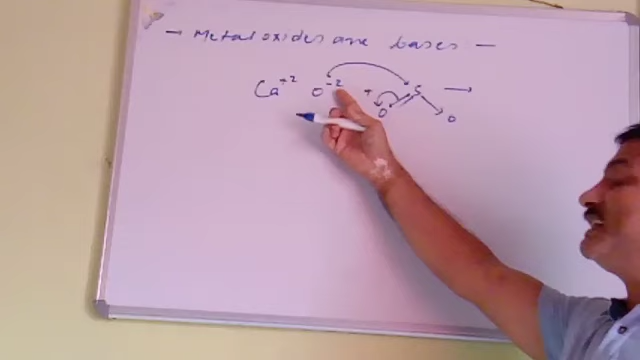 → Metal oxides are bases —
Ca+2 O-2 + S →
O O